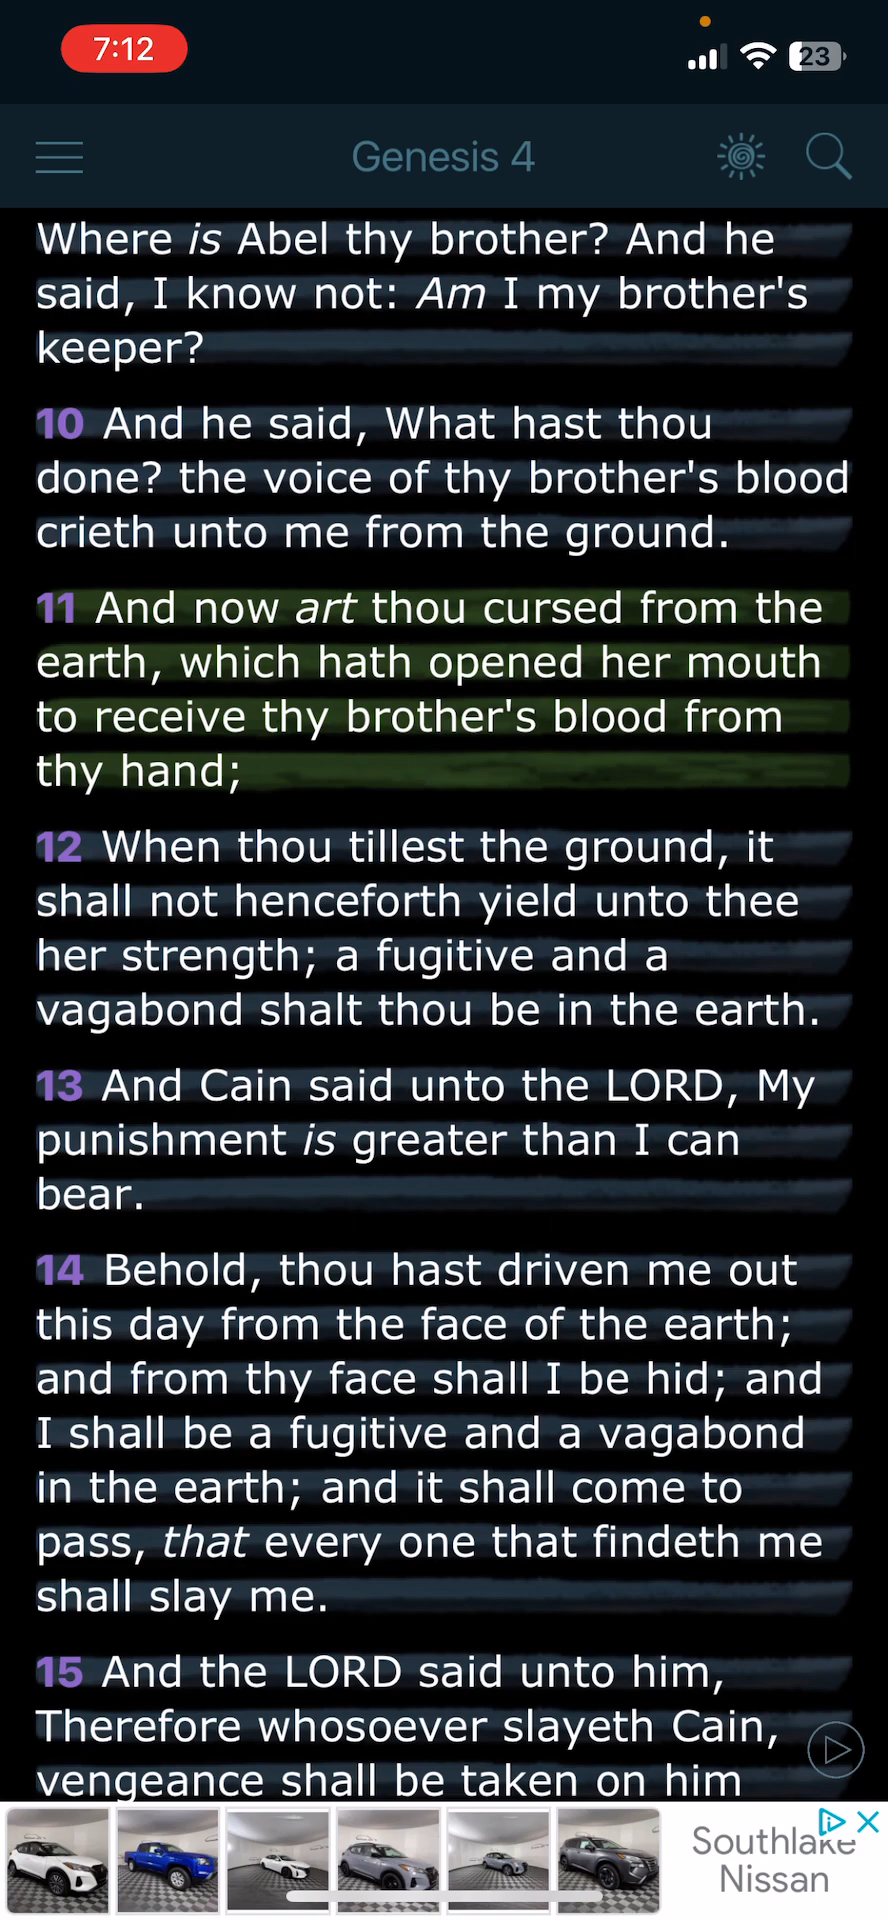 7:12
23
Genesis 4
Where is Abel thy brother? And he
said, I know not: Am I my brother's
keeper?
10 And he said, What hast thou
done? the voice of thy brother's blood
crieth unto me from the ground.
11 And now art thou cursed from the
earth, which hath opened her mouth
to receive thy brother's blood from
thy hand;
12 When thou tillest the ground, it
shall not henceforth yield unto thee
her strength; a fugitive and a
vagabond shalt thou be in the earth.
13 And Cain said unto the LORD, My
punishment is greater than I can
bear.
14 Behold, thou hast driven me out
this day from the face of the earth;
and from thy face shall I be hid; and
I shall be a fugitive and a vagabond
in the earth; and it shall come to
pass, that every one that findeth me
shall slay me.
15 And the LORD said unto him,
Therefore whosoever slayeth Cain,
vengeance shall be taken on him
Southlake
Nissan